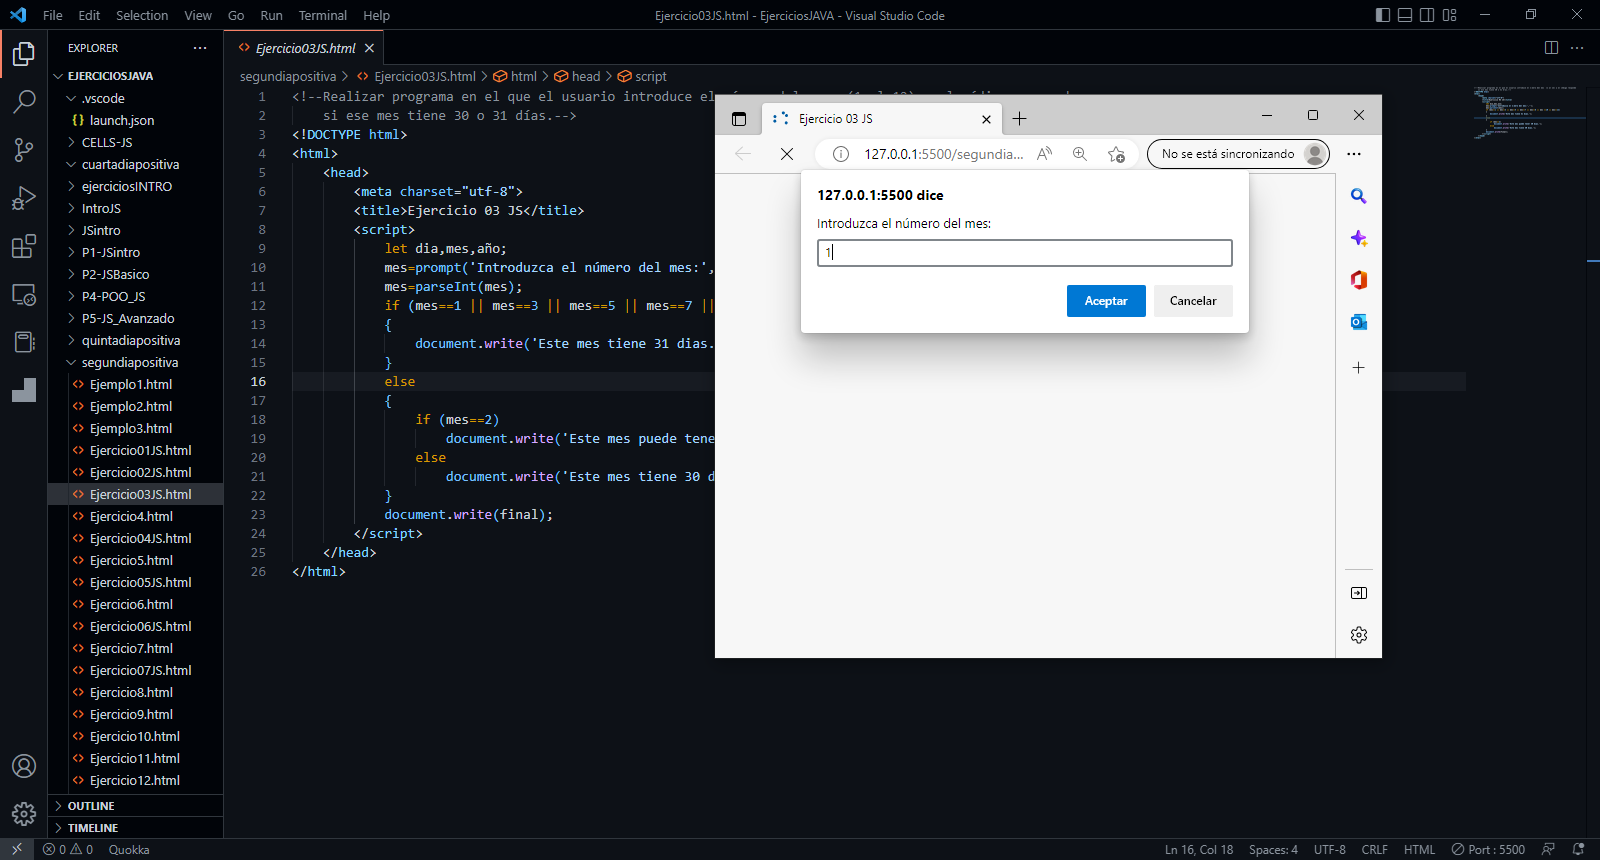 File Edit Selection View Go Run Terminal Help
Ejercicio03JS.html - EjerciciosJAVA - Visual Studio Code
EXPLORER
EJERCICIOSJAVA
.vscode
{} launch.json
CELLS-JS
cuartadiapositiva
ejerciciosINTRO
IntroJS
JSintro
P1-JSintro
P2-JSBasico
P4-POO_JS
P5-JS_Avanzado
quintadiapositiva
segundiapositiva
Ejemplo1.html
Ejemplo2.html
Ejemplo3.html
Ejercicio01JS.html
Ejercicio02JS.html
Ejercicio03JS.html
Ejercicio4.html
Ejercicio04JS.html
Ejercicio5.html
Ejercicio05JS.html
Ejercicio6.html
Ejercicio06JS.html
Ejercicio7.html
Ejercicio07JS.html
Ejercicio8.html
Ejercicio9.html
Ejercicio10.html
Ejercicio11.html
Ejercicio12.html
OUTLINE
TIMELINE
Ejercicio03JS.html
segundiapositiva > Ejercicio03JS.html > html > head > script
1 <!--Realizar programa en el que el usuario introduce el
2 si ese mes tiene 30 o 31 días.-->
3 <!DOCTYPE html>
4 <html>
5 <head>
6 <meta charset="utf-8">
7 <title>Ejercicio 03 JS</title>
8 <script>
9 let dia,mes,año;
10 mes=prompt('Introduzca el número del mes:',
11 mes=parseInt(mes);
12 if (mes==1 || mes==3 || mes==5 || mes==7 ||
13 {
14 document.write('Este mes tiene 31 dias.
15 }
16 else
17 {
18 if (mes==2)
19 document.write('Este mes puede tene
20 else
21 document.write('Este mes tiene 30 d
22 }
23 document.write(final);
24 </script>
25 </head>
26 </html>
Ejercicio 03 JS
127.0.0.1:5500/segundia...
No se está sincronizando
127.0.0.1:5500 dice
Introduzca el número del mes:
1
Aceptar Cancelar
0 0 Quokka
Ln 16, Col 18 Spaces: 4 UTF-8 CRLF HTML Port : 5500